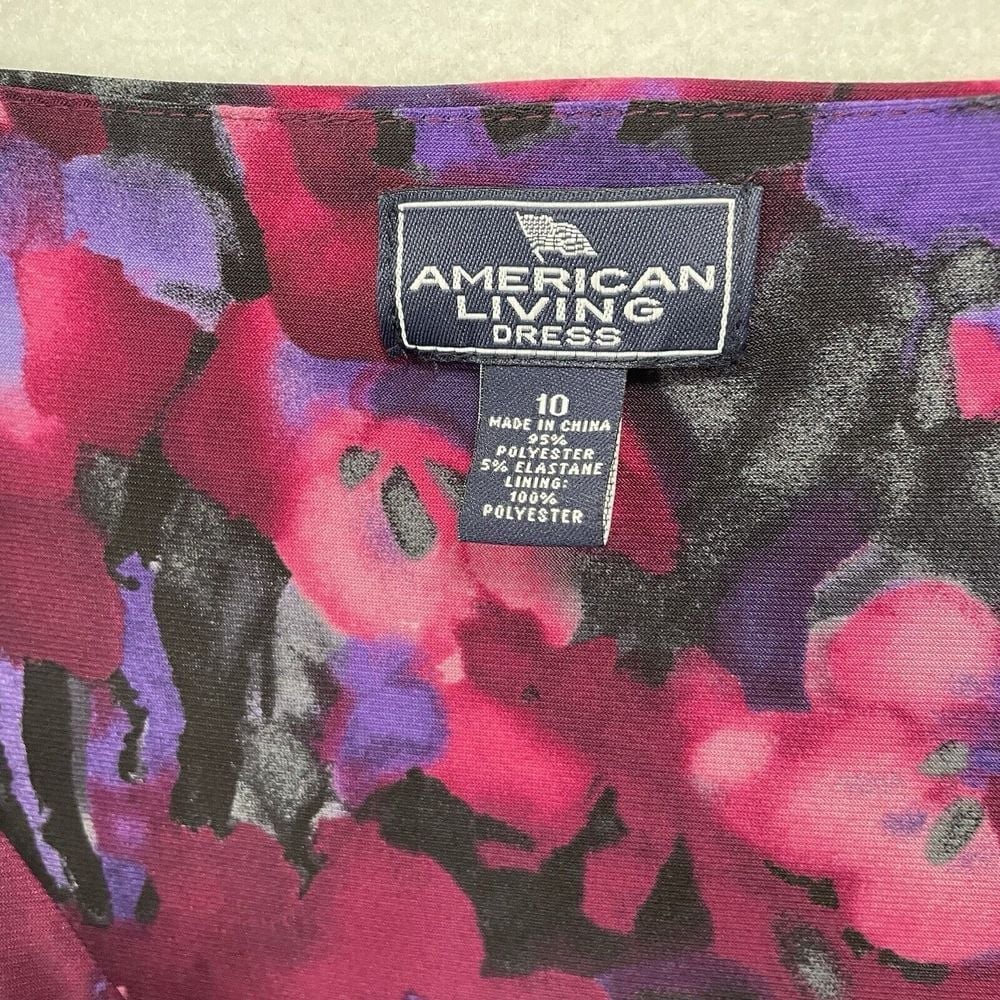 AMERICAN
LIVING
DRESS
10
MADE IN CHINA
95%
POLYESTER
5% ELASTANE
LINING:
100%
POLYESTER